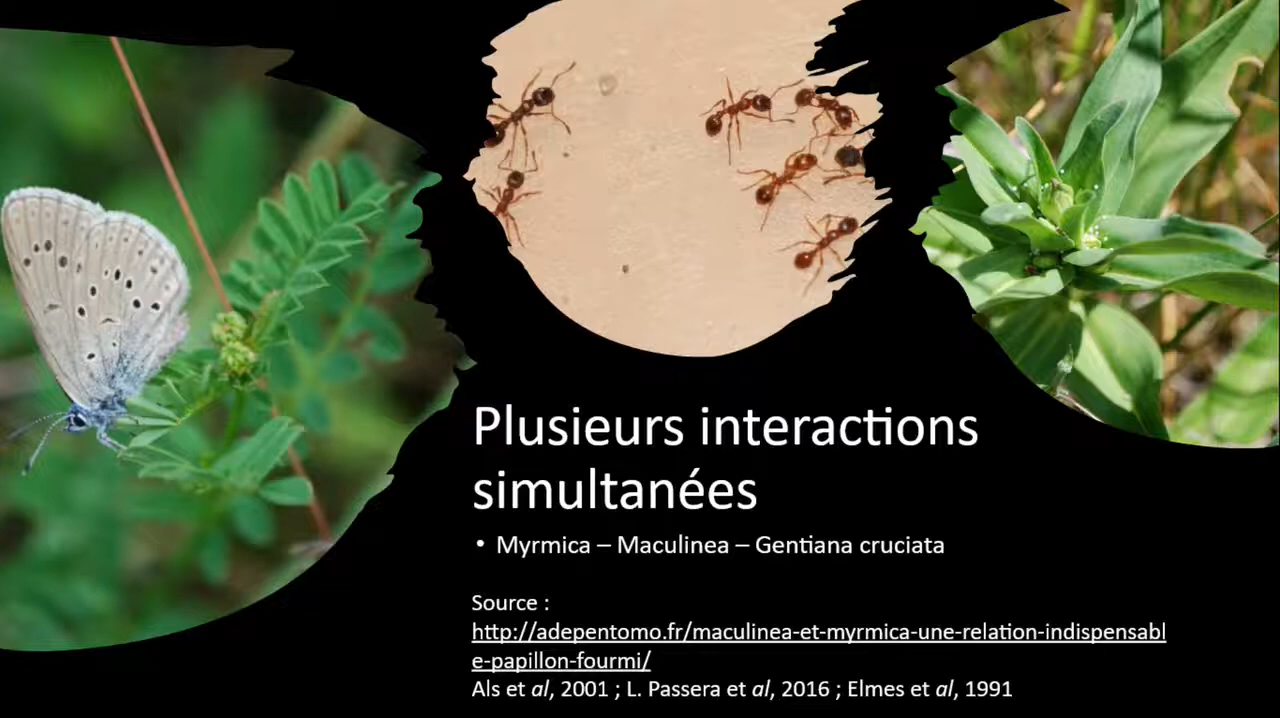 Plusieurs interactions
simultanées
• Myrmica – Maculinea – Gentiana cruciata
Source :
http://adepentomo.fr/maculinea-et-myrmica-une-relation-indispensabl
e-papillon-fourmi/
Als et al, 2001 ; L. Passera et al, 2016 ; Elmes et al, 1991